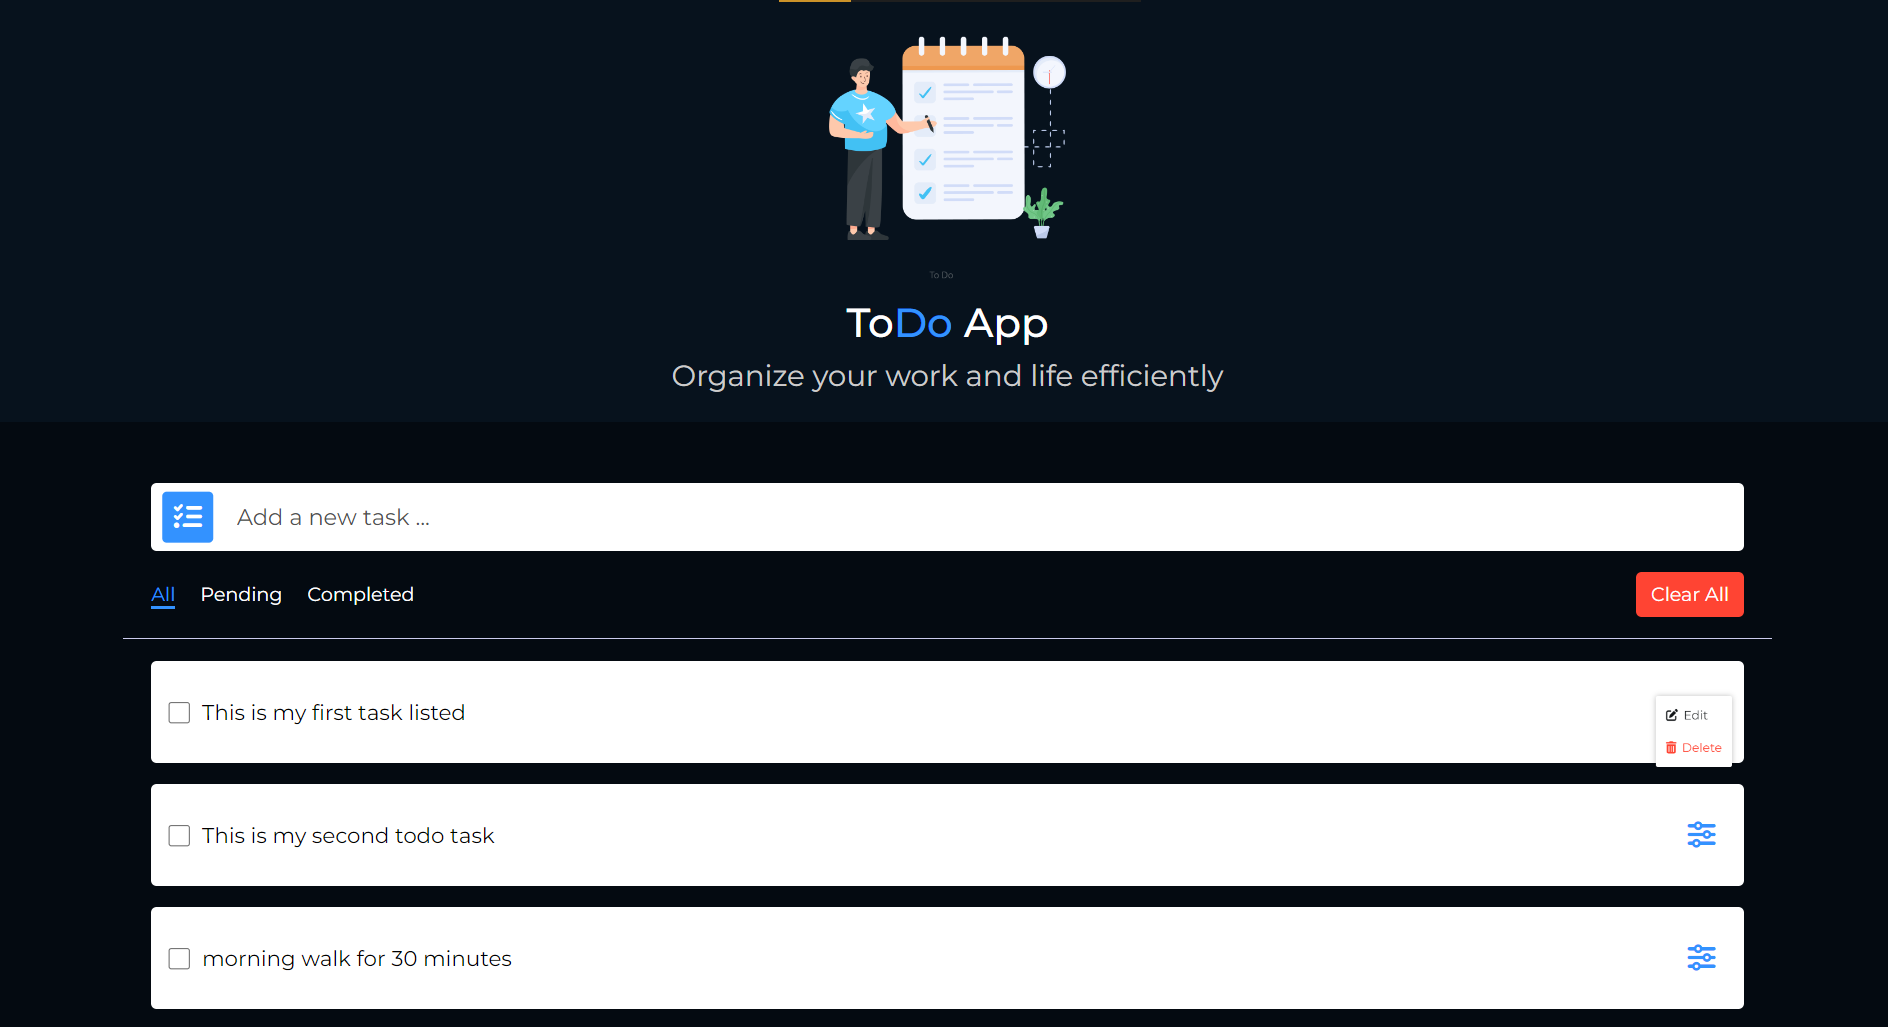 To Do
ToDo App
Organize your work and life efficiently
Add a new task ...
All Pending Completed Clear All
This is my first task listed
Edit
Delete
This is my second todo task
morning walk for 30 minutes